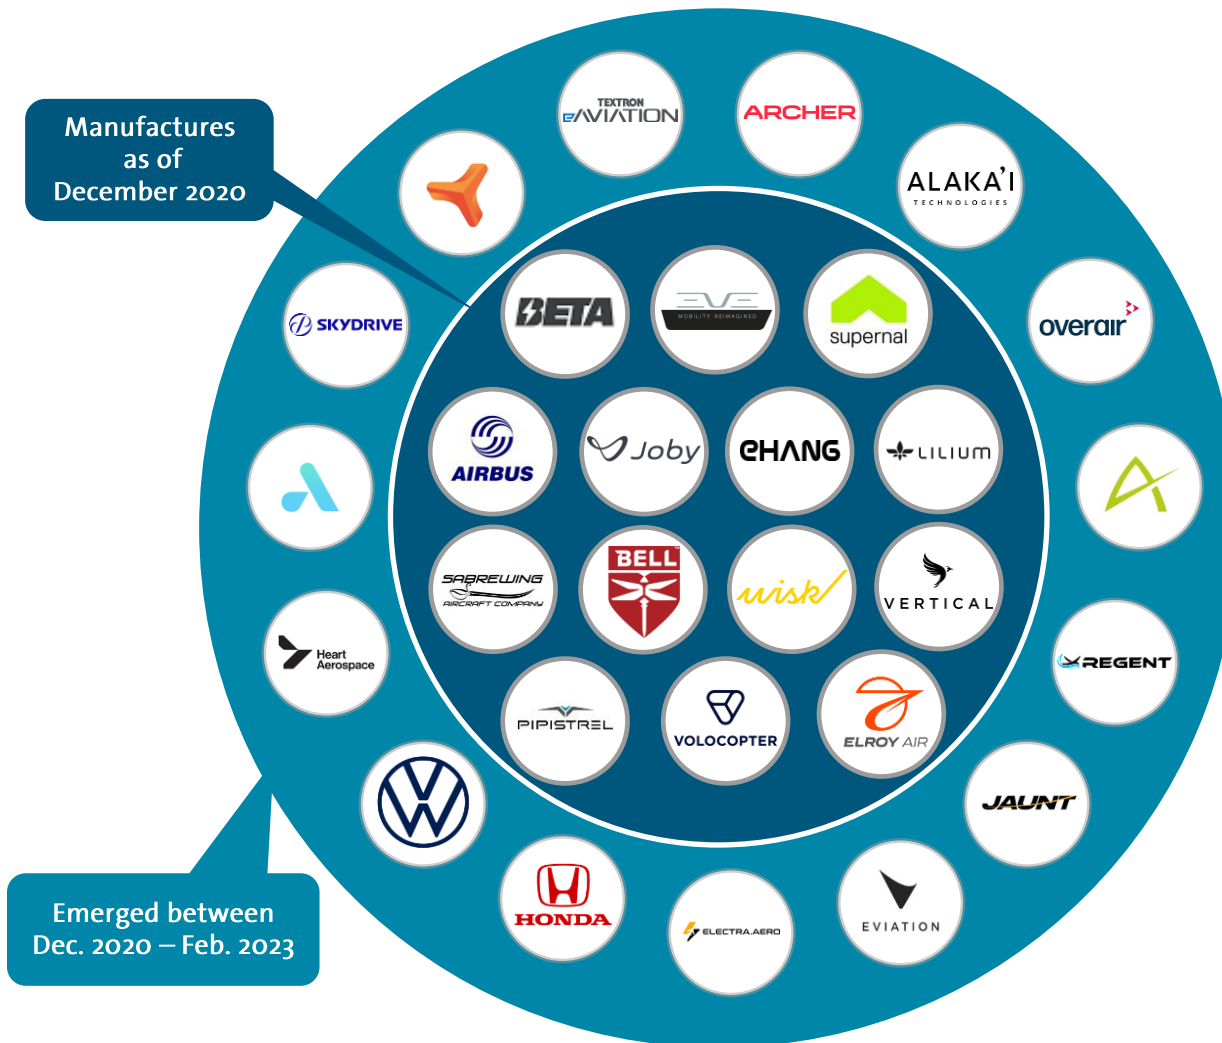 Manufactures
as of
December 2020
TEXTRON
eAVIATION
ARCHER
ALAKA'I
TECHNOLOGIES
SKYDRIVE
overair
BETA
EVE
MOBILITY REIMAGINED
supernal
AIRBUS
Joby
EHANG
LILIUM
SABREWING
AIRCRAFT COMPANY
BELL
wisk
VERTICAL
Heart
Aerospace
REGENT
PIPISTREL
VOLOCOPTER
ELROY AIR
VW
JAUNT
HONDA
ELECTRA.AERO
EVIATION
Emerged between
Dec. 2020 – Feb. 2023